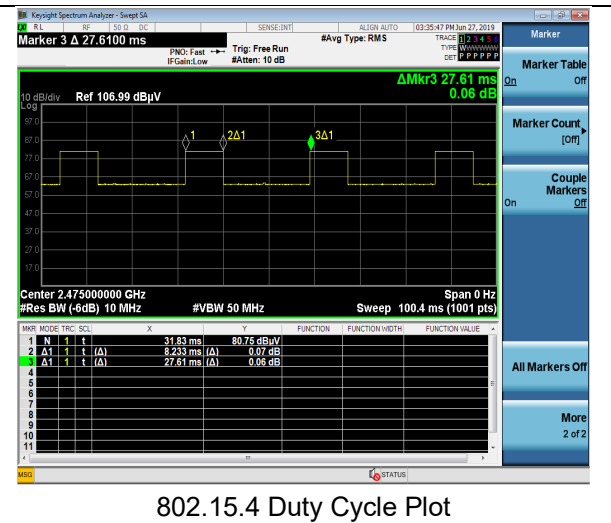 Keysight Spectrum Analyzer - Swept SA
RL RF 50 Ω DC SENSE:INT ALIGN AUTO 03:35:47 PM Jun 27, 2019
Marker 3 Δ 27.6100 ms
PNO: Fast
IFGain:Low
Trig: Free Run
#Atten: 10 dB
#Avg Type: RMS
TRACE 1 2 3 4 5 6
TYPE WWWWWW
DET P P P P P P
ΔMkr3 27.61 ms
0.06 dB
10 dB/div Ref 106.99 dBµV
Log
97.0
87.0
77.0
67.0
57.0
47.0
37.0
27.0
17.0
1 2Δ1 3Δ1
Center 2.475000000 GHz Span 0 Hz
#Res BW (-6dB) 10 MHz #VBW 50 MHz Sweep 100.4 ms (1001 pts)
MKR MODE TRC SCL X Y FUNCTION FUNCTION WIDTH FUNCTION VALUE
1 N 1 t 31.83 ms 80.75 dBµV
2 Δ1 1 t (Δ) 8.233 ms (Δ) 0.07 dB
3 Δ1 1 t (Δ) 27.61 ms (Δ) 0.06 dB
4
5
6
7
8
9
10
11
MSG STATUS
Marker
Marker Table
On Off
Marker Count
[Off]
Couple
Markers
On Off
All Markers Off
More
2 of 2
802.15.4 Duty Cycle Plot